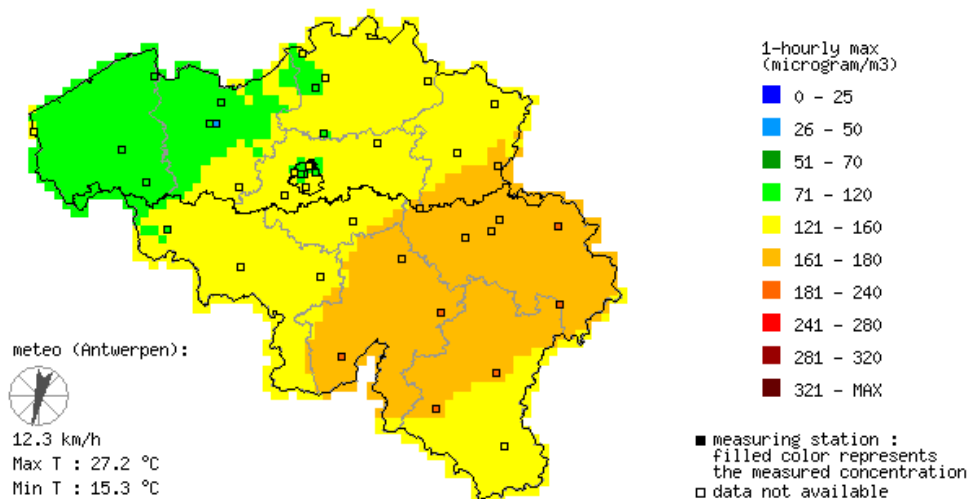 1-hourly max
(microgram/m3)
0 - 25
26 - 50
51 - 70
71 - 120
121 - 160
161 - 180
181 - 240
241 - 280
281 - 320
321 - MAX
meteo (Antwerpen):
12.3 km/h
Max T : 27.2 °C
Min T : 15.3 °C
measuring station :
filled color represents
the measured concentration
data not available